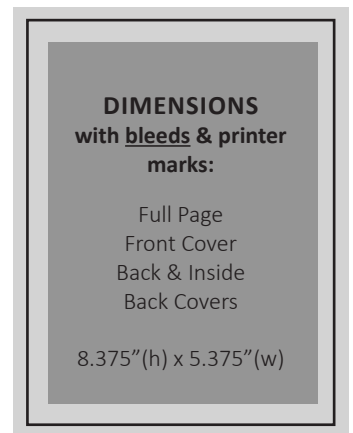 DIMENSIONS
with bleeds & printer
marks:
Full Page
Front Cover
Back & Inside
Back Covers
8.375”(h) x 5.375”(w)